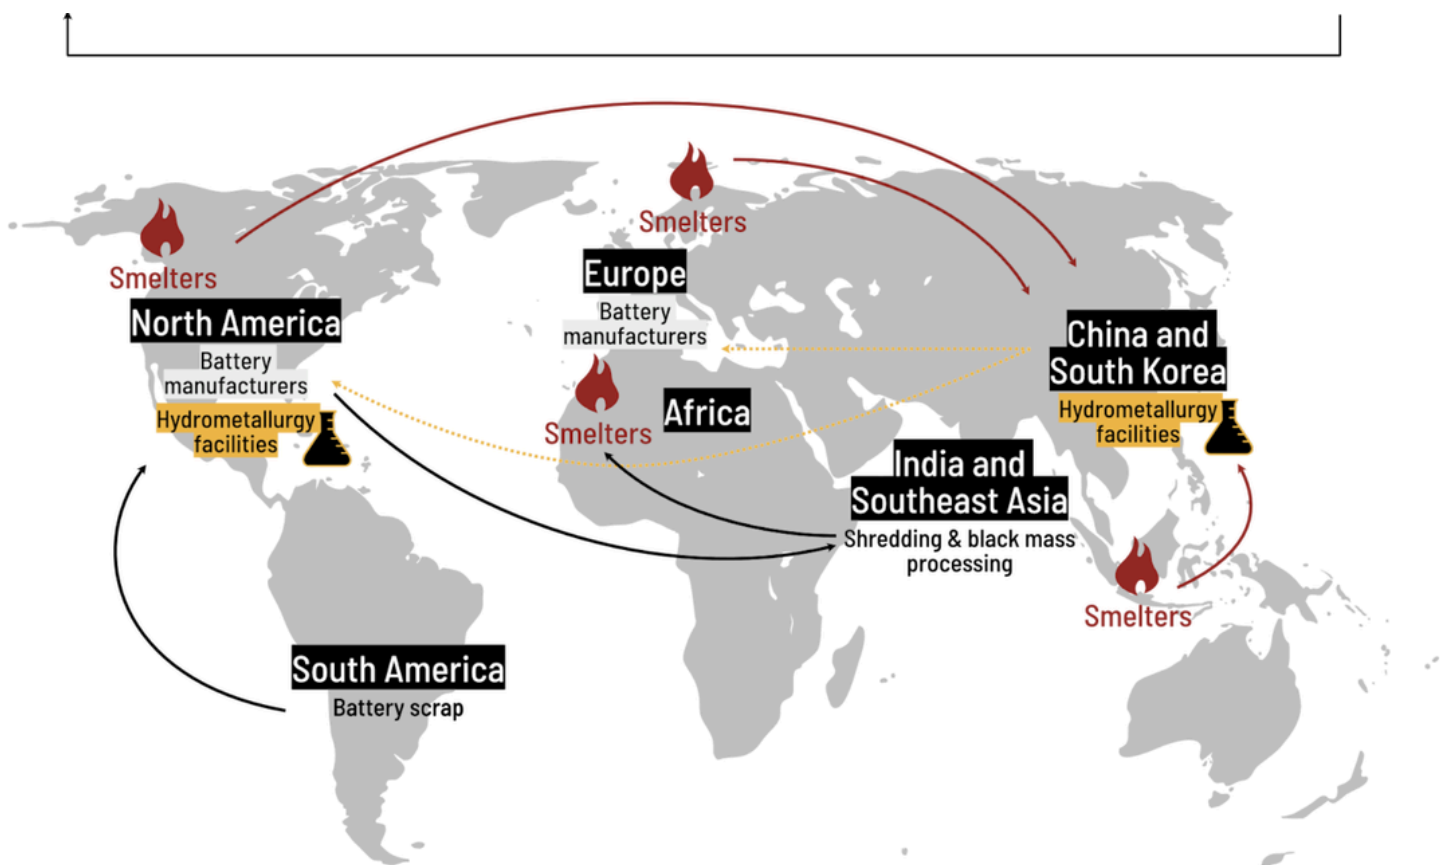 Smelters
Europe
Battery
manufacturers
Smelters
North America
Battery
manufacturers
Hydrometallurgy
facilities
China and
South Korea
Hydrometallurgy
facilities
Smelters
Africa
India and
Southeast Asia
Shredding & black mass
processing
Smelters
South America
Battery scrap